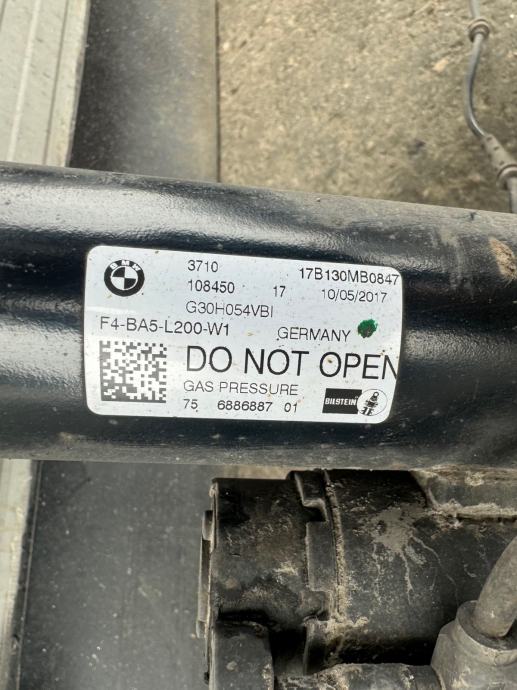 BMW
3710 17B130MB0847
108450 17 10/05/2017
G30H054VBI
F4-BA5-L200-W1 GERMANY
DO NOT OPEN
GAS PRESSURE
75 6886887 01 BILSTEIN